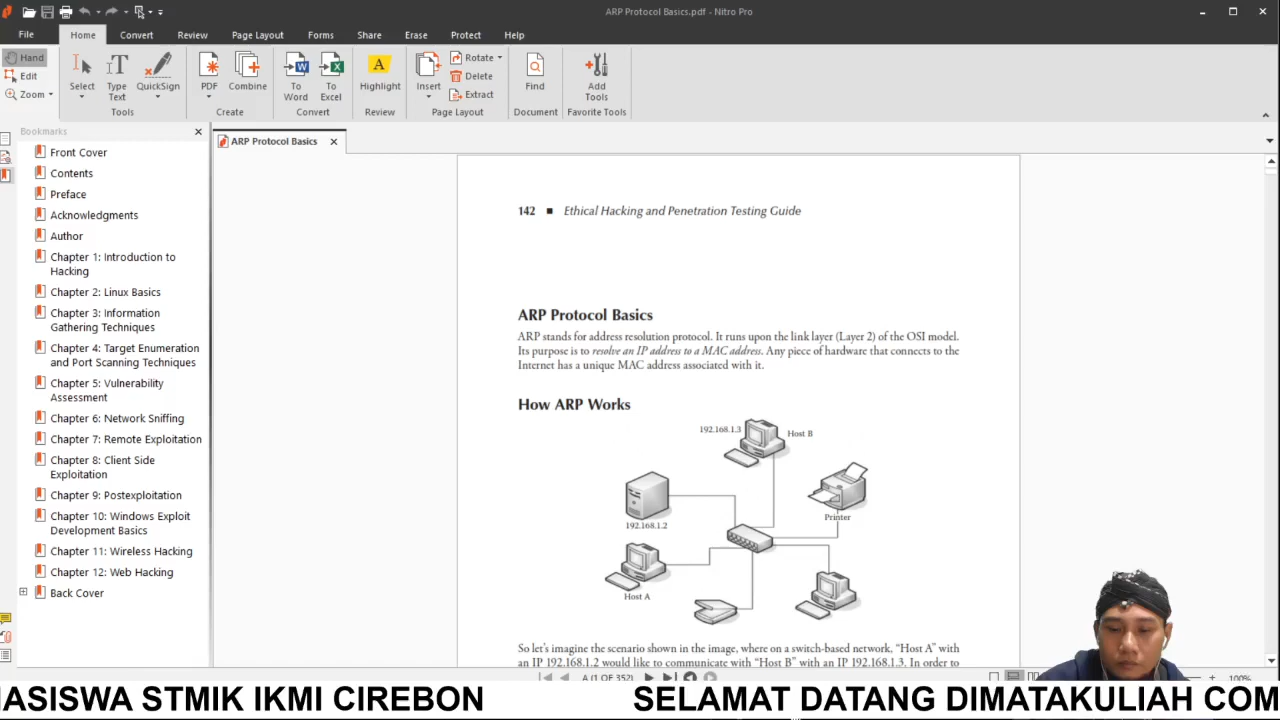 ARP Protocol Basics.pdf - Nitro Pro
File
Home
Convert
Review
Page Layout
Forms
Share
Erase
Protect
Help
Hand
Edit
Zoom
Select
Type
Text
QuickSign
Tools
PDF
Combine
Create
To
Word
To
Excel
Convert
Highlight
Review
Insert
Rotate
Delete
Extract
Page Layout
Find
Document
Add
Tools
Favorite Tools
Bookmarks
Front Cover
Contents
Preface
Acknowledgments
Author
Chapter 1: Introduction to
Hacking
Chapter 2: Linux Basics
Chapter 3: Information
Gathering Techniques
Chapter 4: Target Enumeration
and Port Scanning Techniques
Chapter 5: Vulnerability
Assessment
Chapter 6: Network Sniffing
Chapter 7: Remote Exploitation
Chapter 8: Client Side
Exploitation
Chapter 9: Postexploitation
Chapter 10: Windows Exploit
Development Basics
Chapter 11: Wireless Hacking
Chapter 12: Web Hacking
Back Cover
ARP Protocol Basics
142 ■ Ethical Hacking and Penetration Testing Guide
ARP Protocol Basics
ARP stands for address resolution protocol. It runs upon the link layer (Layer 2) of the OSI model.
Its purpose is to resolve an IP address to a MAC address. Any piece of hardware that connects to the
Internet has a unique MAC address associated with it.
How ARP Works
192.168.1.3
Host B
192.168.1.2
Printer
Host A
So let's imagine the scenario shown in the image, where on a switch-based network, “Host A” with
an IP 192.168.1.2 would like to communicate with “Host B” with an IP 192.168.1.3. In order to
A (1 OF 352)
100%
HASISWA STMIK IKMI CIREBON
SELAMAT DATANG DIMATAKULIAH COM